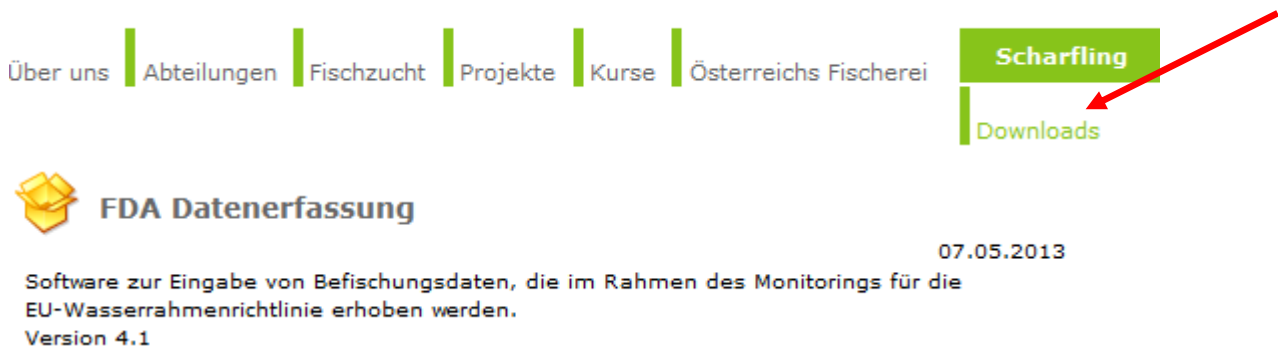 Über uns Abteilungen Fischzucht Projekte Kurse Österreichs Fischerei Scharfling
Downloads
FDA Datenerfassung
07.05.2013
Software zur Eingabe von Befischungsdaten, die im Rahmen des Monitorings für die
EU-Wasserrahmenrichtlinie erhoben werden.
Version 4.1